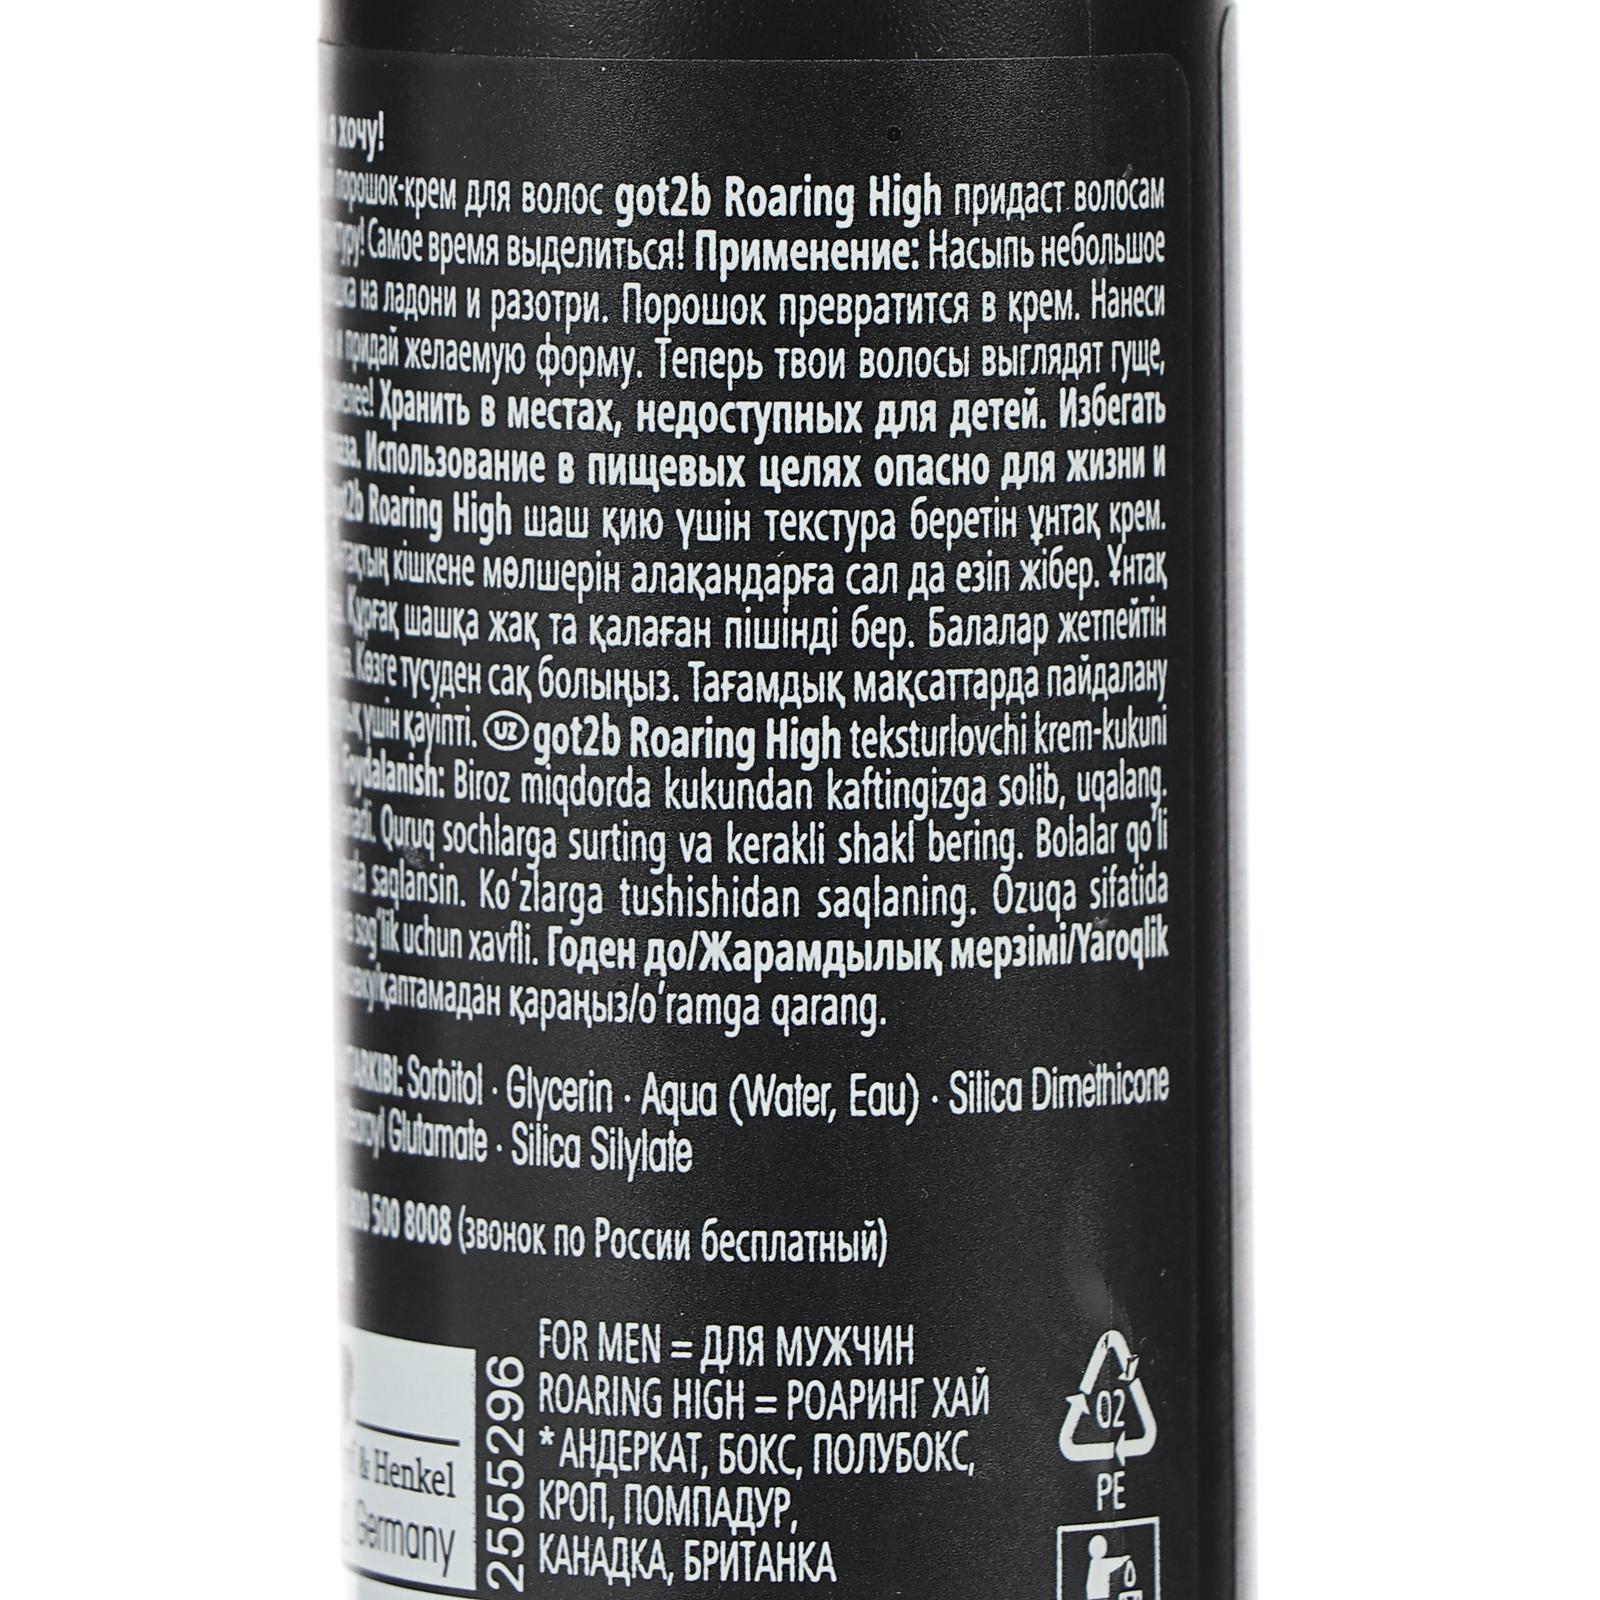 я хочу!
порошок-крем для волос got2b Roaring High придаст волосам
Самое время выделиться! Применение: Насыпь небольшое
на ладони и разотри. Порошок превратится в крем. Нанеси
и придай желаемую форму. Теперь твои волосы выглядят гуще,
Хранить в местах, недоступных для детей. Избегать
Использование в пищевых целях опасно для жизни и
got2b Roaring High шаш қию үшін текстура беретін ұнтақ крем.
кішкене мөлшерін алақандарға сал да езіп жібер. Ұнтақ
Құрғақ шашқа жақ та қалаған пішінді бер. Балалар жетпейтін
Көзге түсуден сақ болыңыз. Тағамдық мақсаттарда пайдалану
үшін қауіпті. UZ got2b Roaring High teksturlovchi krem-kukuni
Foydalanish: Biroz miqdorda kukundan kaftingizga solib, uqalang.
Quruq sochlarga surting va kerakli shakl bering. Bolalar qo‘li
saqlansin. Ko‘zlarga tushishidan saqlaning. Ozuqa sifatida
sog‘lik uchun xavfli. Годен до/Жарамдылық мерзімі/Yaroqlik
қаптамадан қараңыз/o‘ramga qarang.
TARKIBI: Sorbitol · Glycerin · Aqua (Water, Eau) · Silica Dimethicone
Glutamate · Silica Silylate
800 500 8008 (звонок по России бесплатный)
FOR MEN = ДЛЯ МУЖЧИН
ROARING HIGH = РОАРИНГ ХАЙ
* АНДЕРКАТ, БОКС, ПОЛУБОКС,
КРОП, ПОМПАДУР,
КАНАДКА, БРИТАНКА
& Henkel
Germany
2555296
02
PE